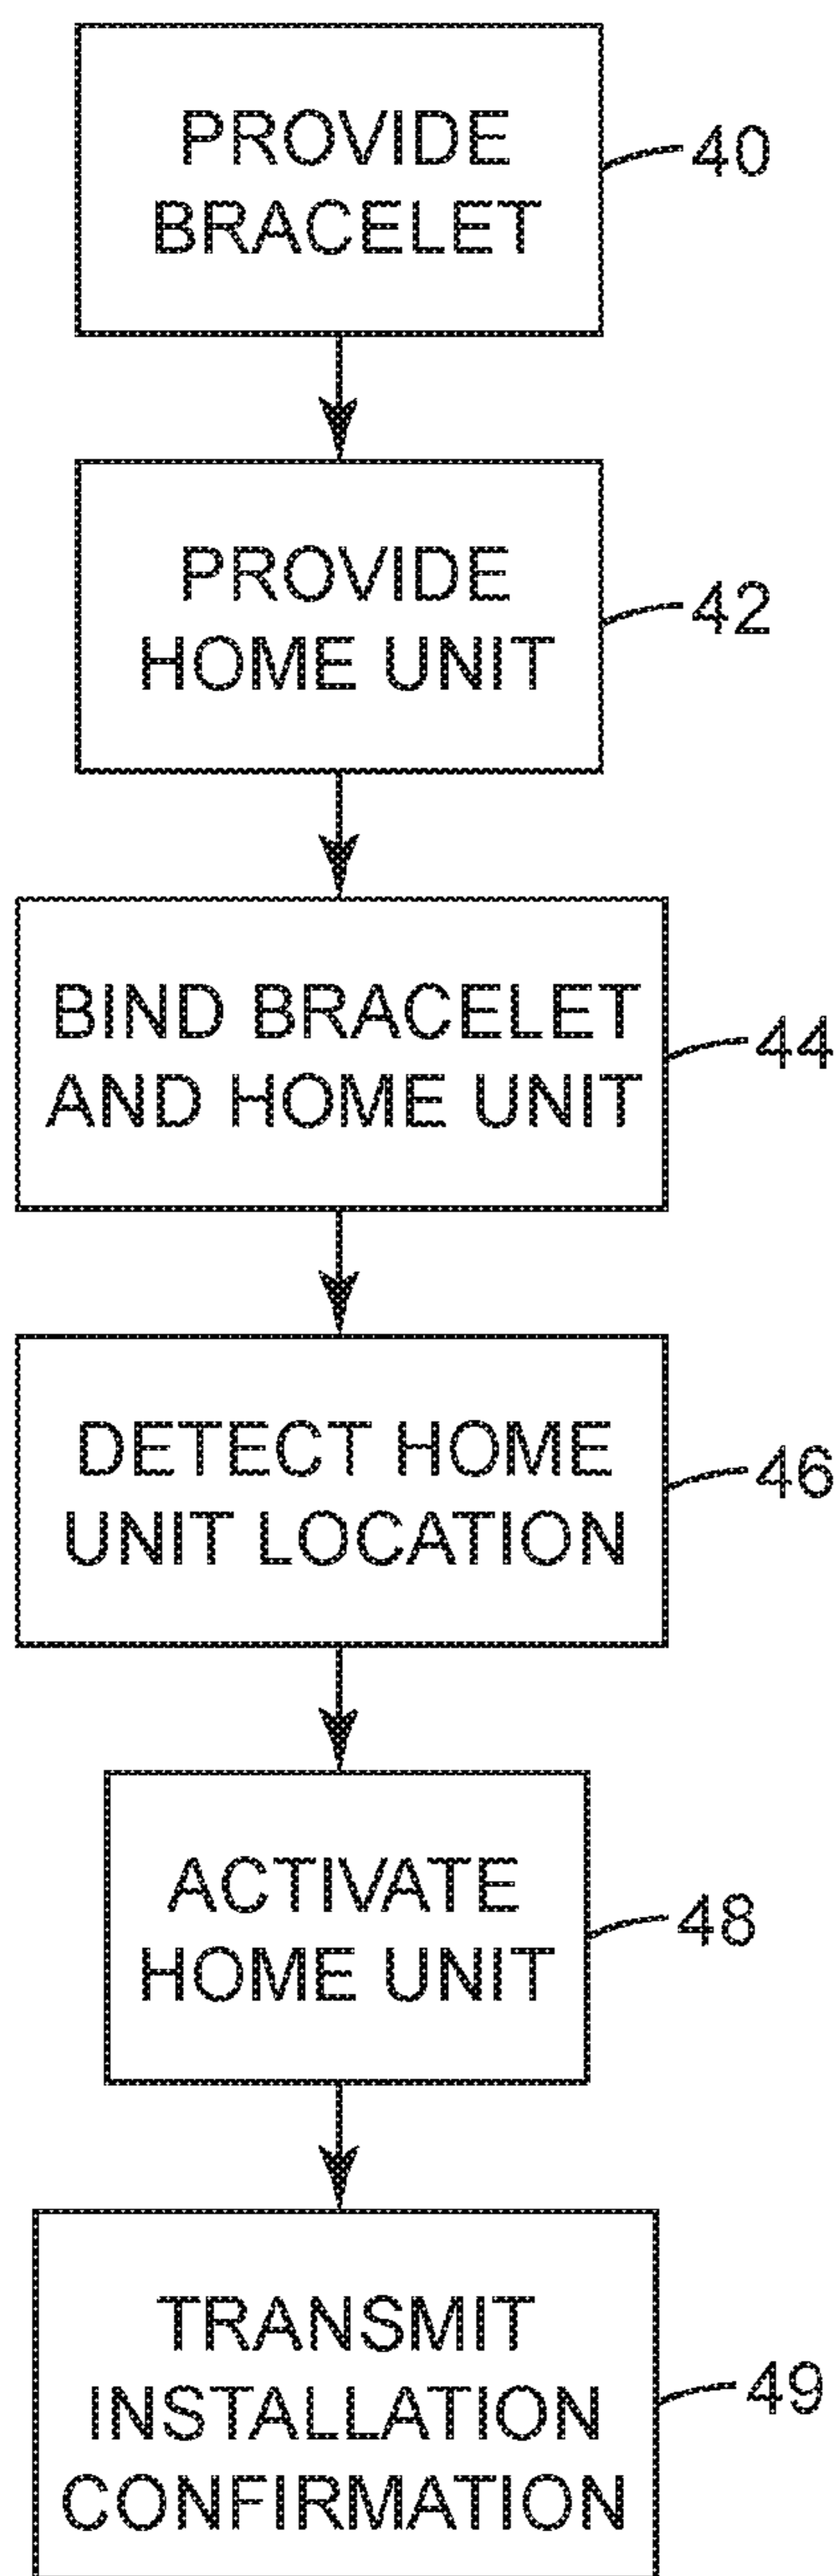 PROVIDE
BRACELET
40
PROVIDE
HOME UNIT
42
BIND BRACELET
AND HOME UNIT
44
DETECT HOME
UNIT LOCATION
46
ACTIVATE
HOME UNIT
48
TRANSMIT
INSTALLATION
CONFIRMATION
49